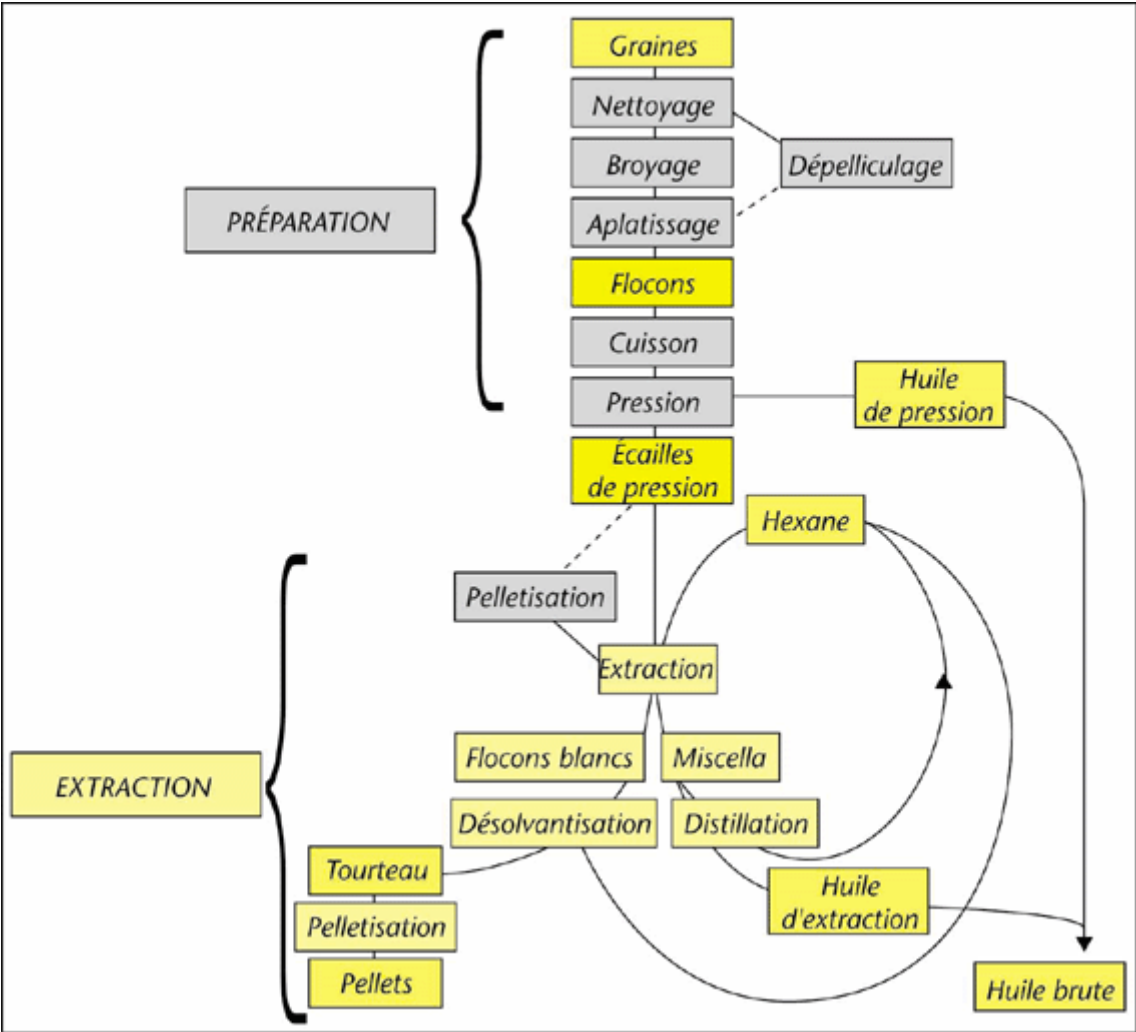 Graines
Nettoyage
Broyage
Dépelliculage
PRÉPARATION
Aplatissage
Flocons
Cuisson
Pression
Huile
de pression
Écailles
de pression
Hexane
Pelletisation
Extraction
EXTRACTION
Flocons blancs
Miscella
Désolvantisation
Distillation
Tourteau
Huile
d'extraction
Pelletisation
Pellets
Huile brute